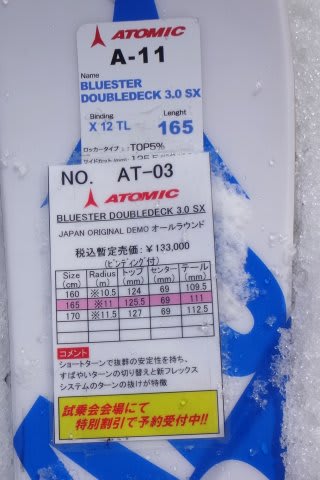 ATOMIC
A-11
Name
BLUESTER
DOUBLEDECK 3.0 SX
Binding Lenght
X 12 TL 165
ロッカータイプ : TOP5%
サイドカット(mm)
NO. AT-03
ATOMIC
BLUESTER DOUBLEDECK 3.0 SX
JAPAN ORIGINAL DEMO オールラウンド
税込暫定売価：￥133,000
(ビンディング付)
Size (cm) Radius (m) トップ (mm) センター (mm) テール (mm)
160 ※10.5 124 69 109.5
165 ※11 125.5 69 111
170 ※11.5 127 69 112.5
コメント
ショートターンで抜群の安定性を持ち、
すばやいターンの切り替えと新フレックス
システムのターンの抜けが特徴
試乗会会場にて
特別割引で予約受付中!!